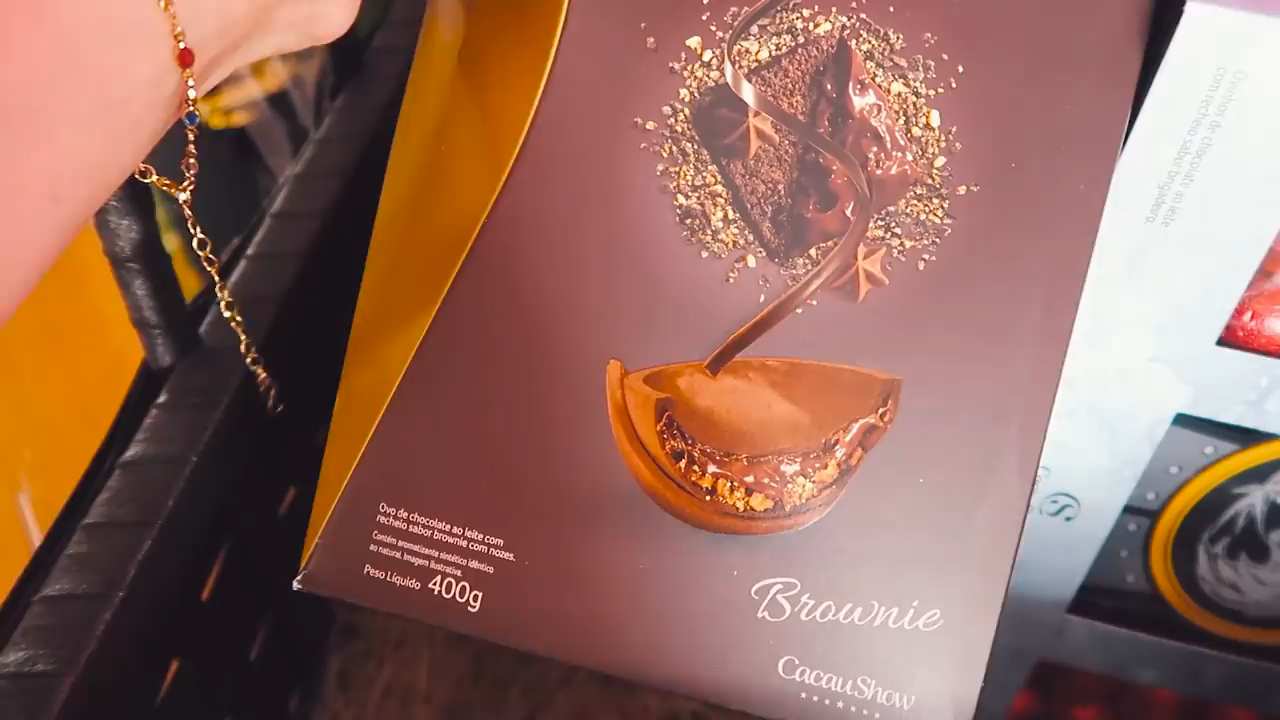 Ovo de chocolate ao leite com
recheio sabor brownie com nozes.
Contém aromatizante sintético idêntico
ao natural. Imagem ilustrativa.
Peso Líquido 400g
Brownie
CacauShow
Ovinhos de chocolate ao leite
com recheio sabor brigadeiro.